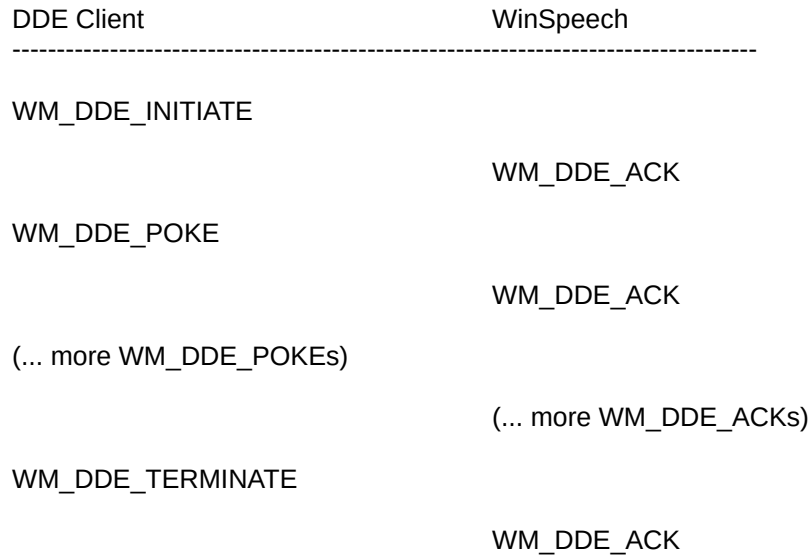 DDE Client WinSpeech
-----------------------------------------------------------------------------------
WM_DDE_INITIATE
WM_DDE_ACK
WM_DDE_POKE
WM_DDE_ACK
(... more WM_DDE_POKEs)
(... more WM_DDE_ACKs)
WM_DDE_TERMINATE
WM_DDE_ACK